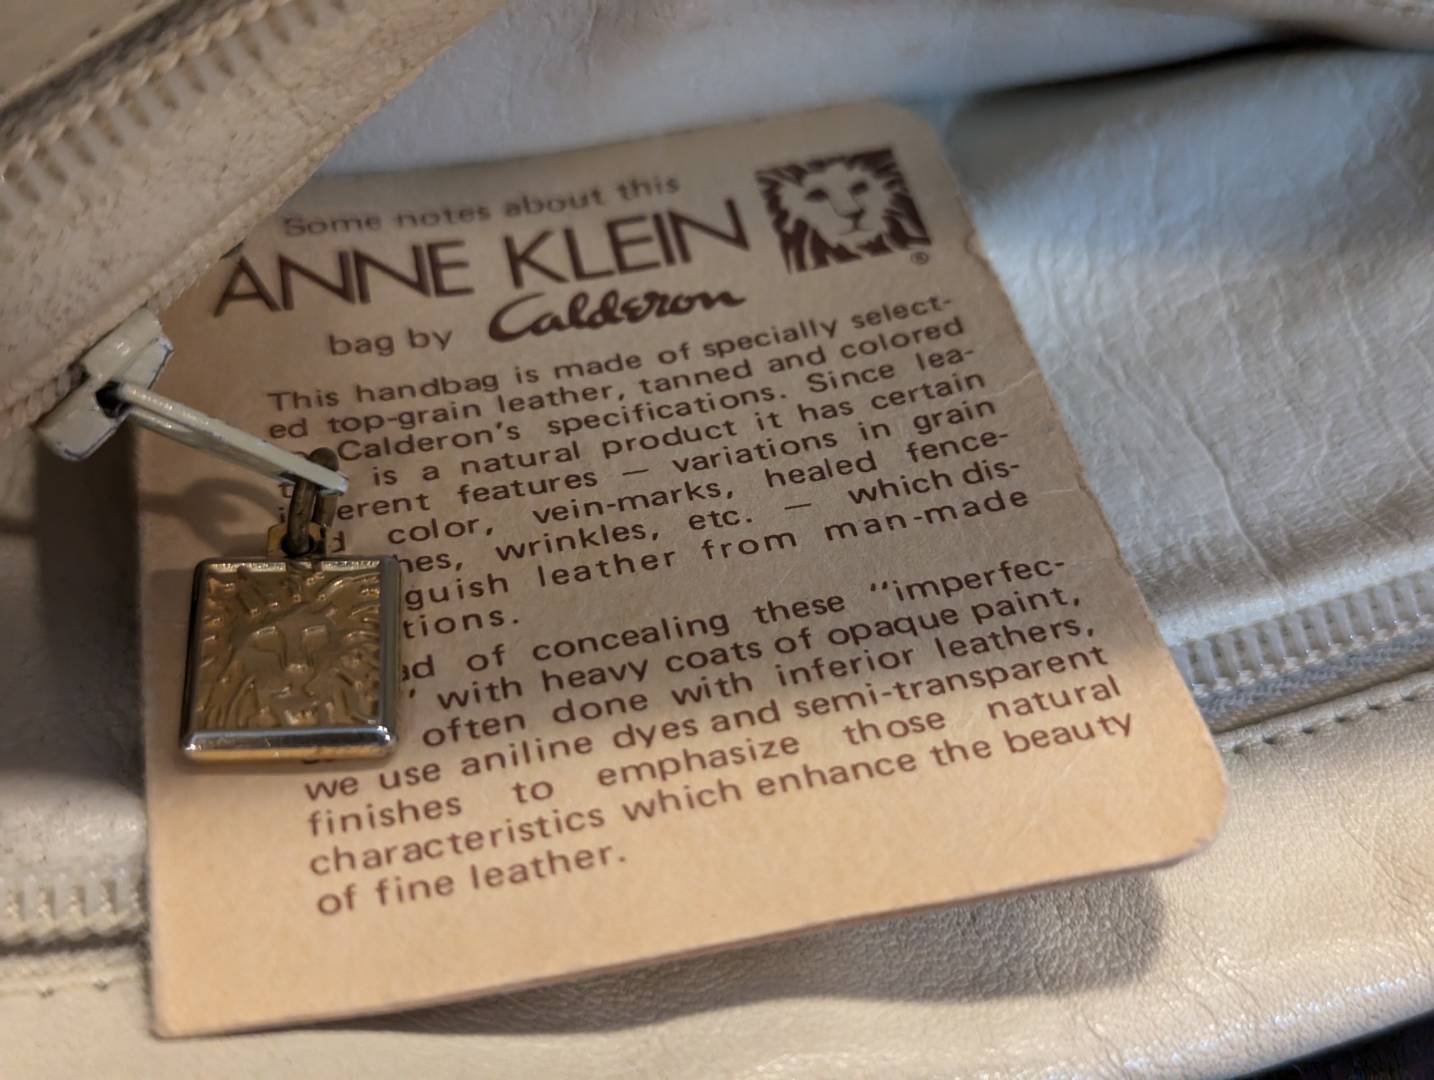 Some notes about this
ANNE KLEIN
®
bag by Calderon
This handbag is made of specially select-
ed top-grain leather, tanned and colored
Calderon's specifications. Since lea-
is a natural product it has certain
erent features — variations in grain
d color, vein-marks, healed fence-
hes, wrinkles, etc. — which dis-
guish leather from man-made
tions.
ad of concealing these "imperfec-
" with heavy coats of opaque paint,
often done with inferior leathers,
we use aniline dyes and semi-transparent
finishes to emphasize those natural
characteristics which enhance the beauty
of fine leather.